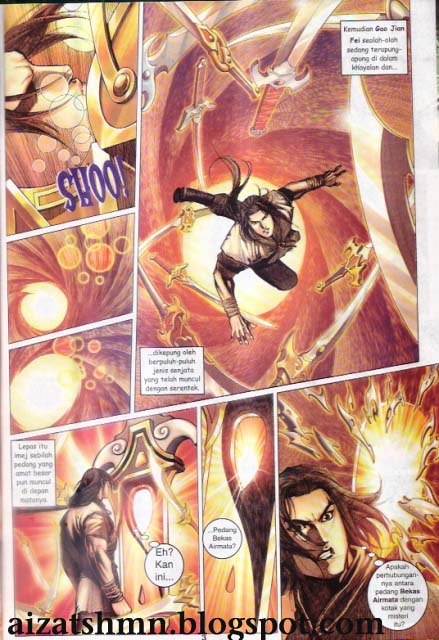 SHOO!
Kemudian Gao Jian
Fei seolah-olah
sedang terapung-
apung di dalam
khayalan dan...
...dikepung oleh
berpuluh-puluh
jenis senjata
yang telah muncul
dengan serentak.
Lepas itu
imej sebilah
pedang yang
amat besar
pun muncul
di depan
matanya.
Eh?
Kan
ini...
...Pedang
Bekas
Airmata?
Apakah
perhubungan-
nya antara
pedang Bekas
Airmata dengan
kotak yang
misteri
itu?
aizatshmn.blogspot.com
3